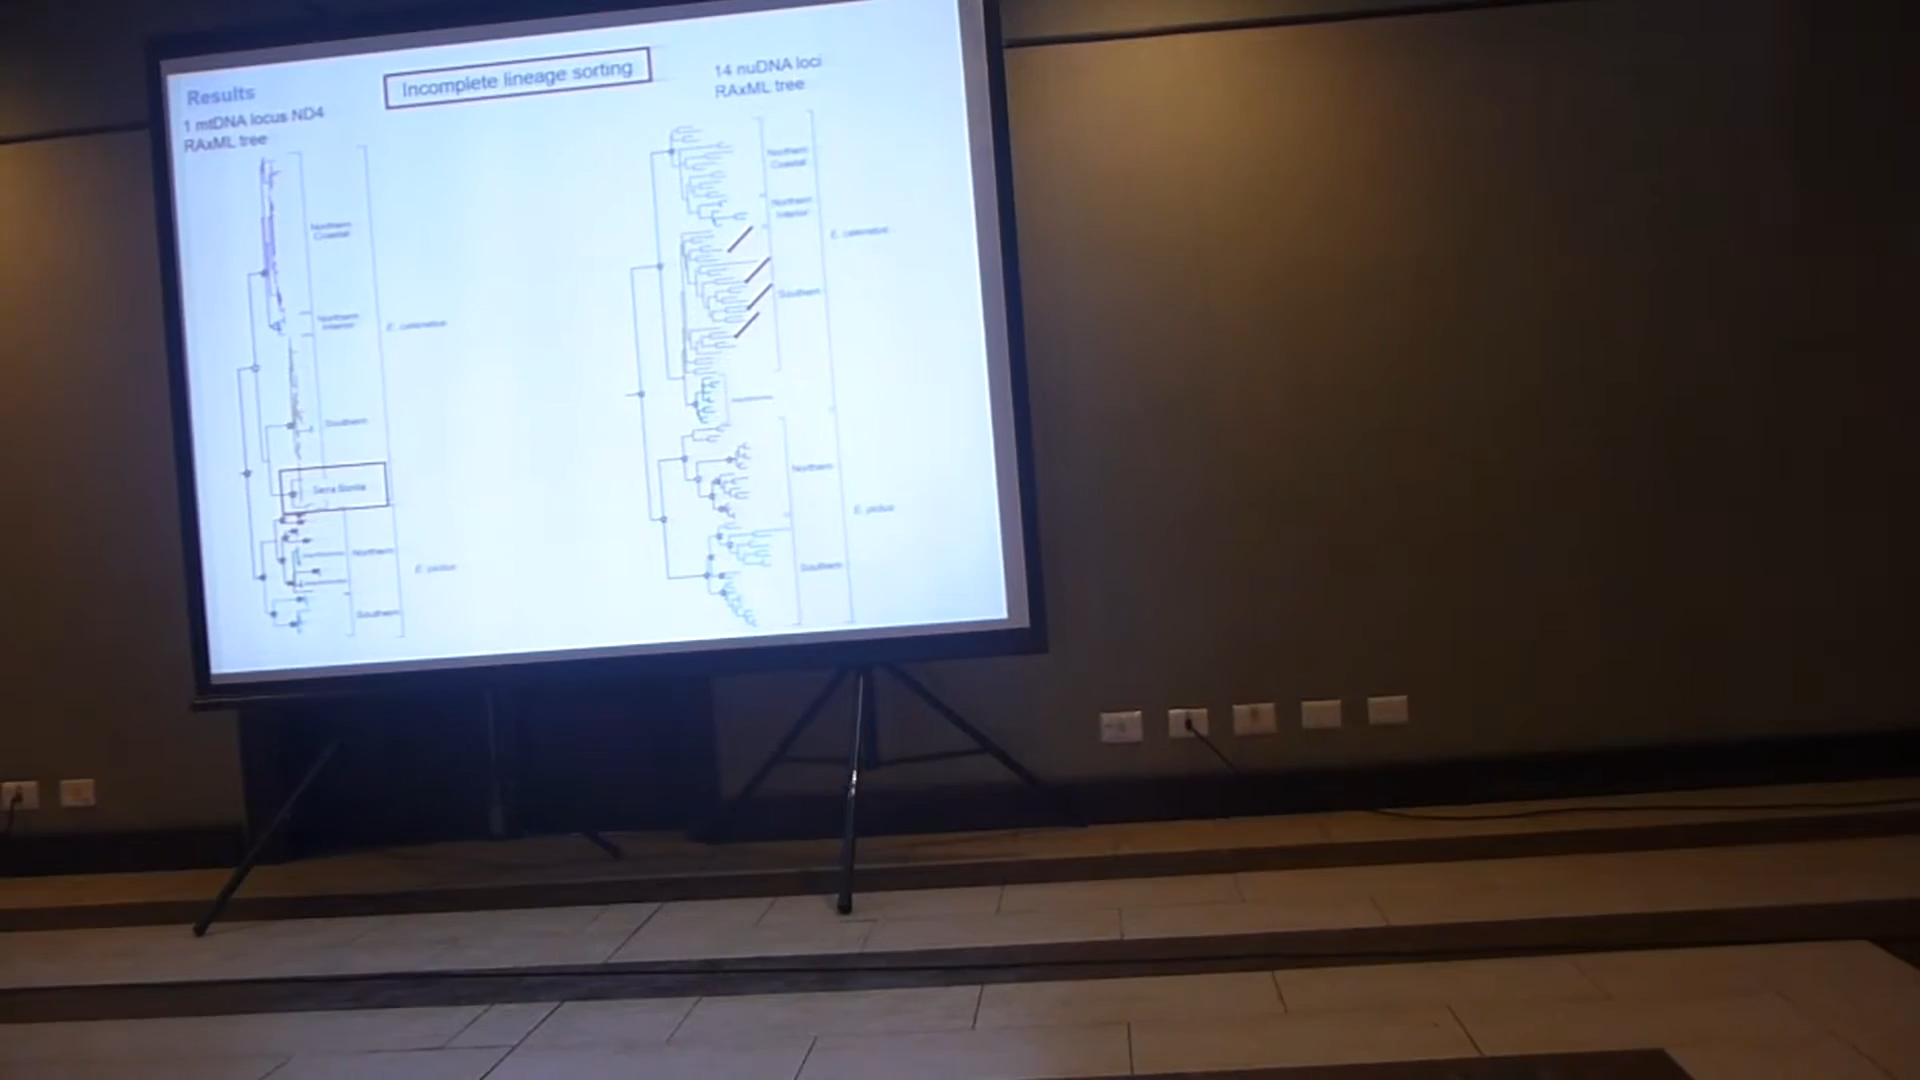 Results
Incomplete lineage sorting
1 mtDNA locus ND4
RAxML tree
14 nuDNA loci
RAxML tree
Northern
Coastal
Northern
Interior
E. catenatus
Southern
Serra Bonita
Northern
E. pictus
Southern
Northern
Coastal
Northern
Interior
E. catenatus
Southern
Northern
E. pictus
Southern